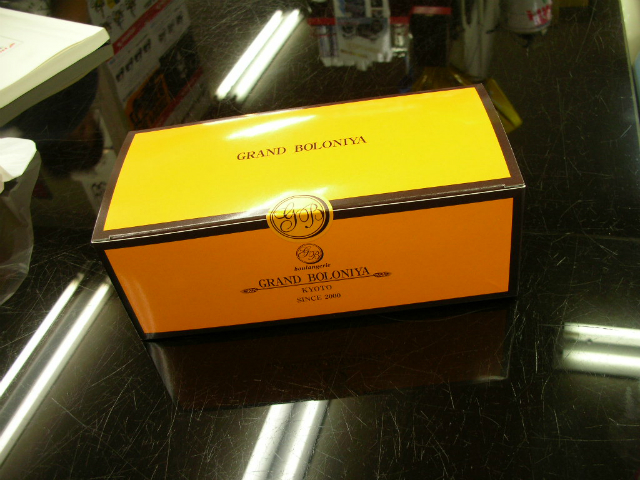 GRAND BOLONIYA
GB
GB
boulangerie
GRAND BOLONIYA
KYOTO
SINCE 2000